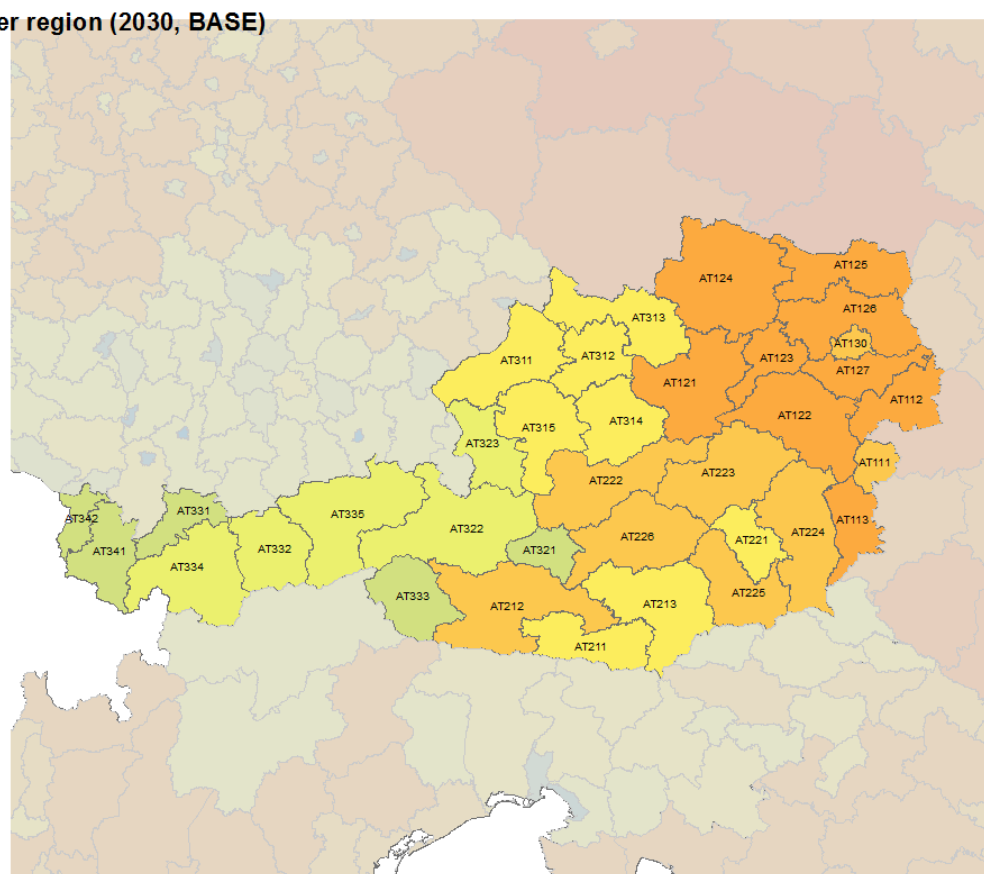 er region (2030, BASE)
AT124
AT125
AT126
AT313
AT130
AT123
AT312
AT311
AT127
AT121
AT112
AT122
AT314
AT315
AT323
AT223
AT111
AT222
AT331
AT335
AT342
AT113
AT322
AT224
AT226
AT221
AT341
AT332
AT321
AT334
AT333
AT225
AT212
AT213
AT211